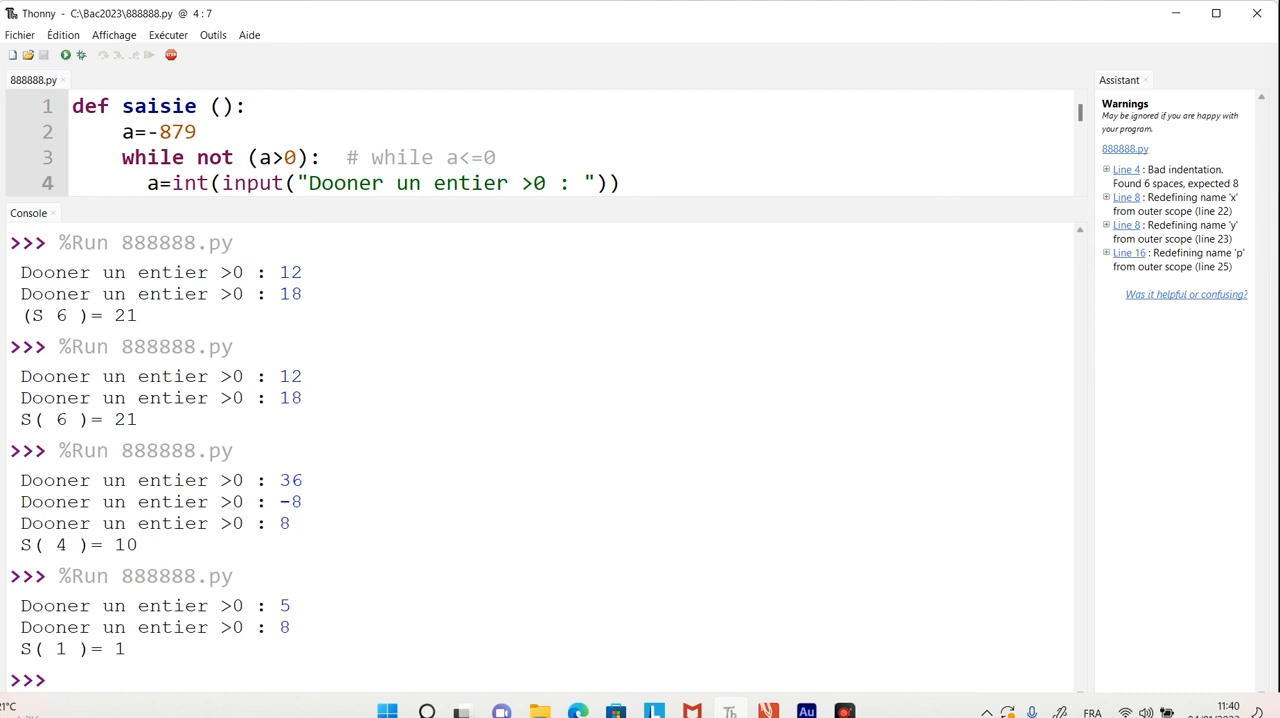 Thonny - C:\Bac2023\888888.py @ 4 : 7
Fichier Édition Affichage Exécuter Outils Aide
888888.py
1 def saisie ():
2 a=-879
3 while not (a>0): # while a<=0
4 a=int(input("Dooner un entier >0 : "))
Console
>>> %Run 888888.py
Dooner un entier >0 : 12
Dooner un entier >0 : 18
(S 6 )= 21
>>> %Run 888888.py
Dooner un entier >0 : 12
Dooner un entier >0 : 18
S( 6 )= 21
>>> %Run 888888.py
Dooner un entier >0 : 36
Dooner un entier >0 : -8
Dooner un entier >0 : 8
S( 4 )= 10
>>> %Run 888888.py
Dooner un entier >0 : 5
Dooner un entier >0 : 8
S( 1 )= 1
>>>
Assistant
Warnings
May be ignored if you are happy with
your program.
888888.py
Line 4 : Bad indentation.
Found 6 spaces, expected 8
Line 8 : Redefining name 'x'
from outer scope (line 22)
Line 8 : Redefining name 'y'
from outer scope (line 23)
Line 16 : Redefining name 'p'
from outer scope (line 25)
Was it helpful or confusing?
21°C
Au
FRA
11:40